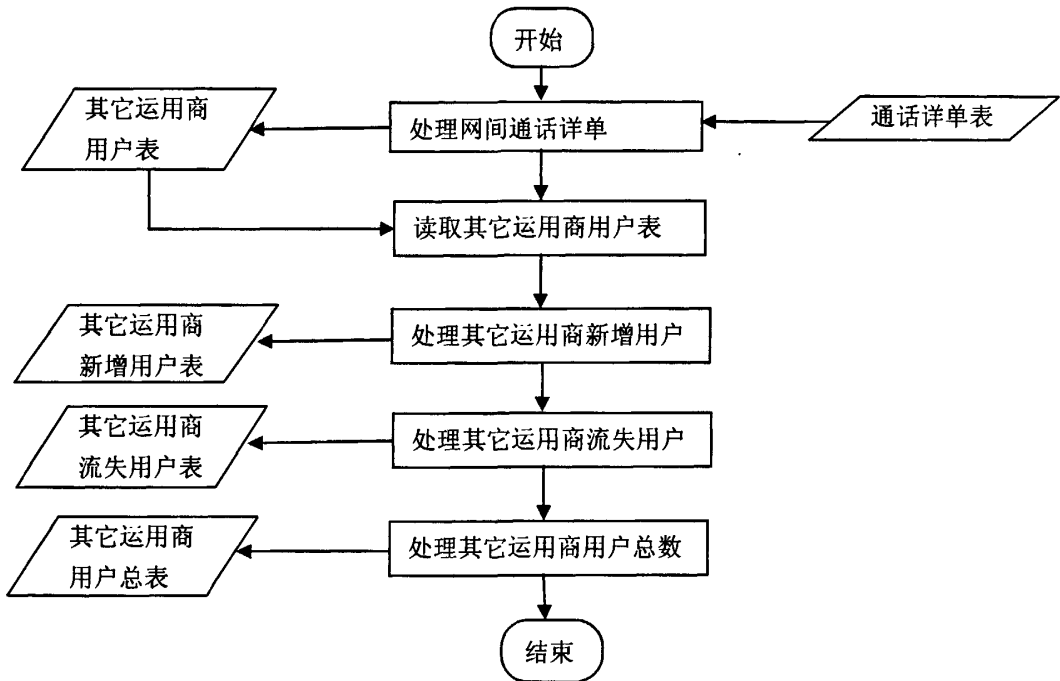 开始
其它运用商
用户表
处理网间通话详单
通话详单表
读取其它运用商用户表
其它运用商
新增用户表
处理其它运用商新增用户
其它运用商
流失用户表
处理其它运用商流失用户
其它运用商
用户总表
处理其它运用商用户总数
结束